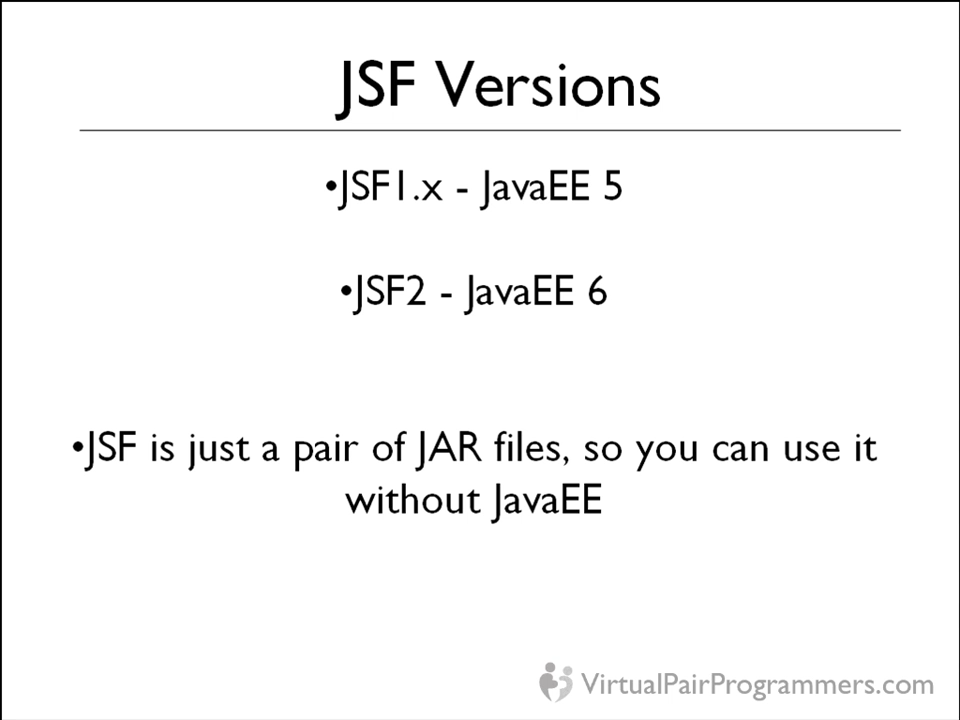 JSF Versions
•JSF1.x - JavaEE 5
•JSF2 - JavaEE 6
•JSF is just a pair of JAR files, so you can use it
without JavaEE
VirtualPairProgrammers.com